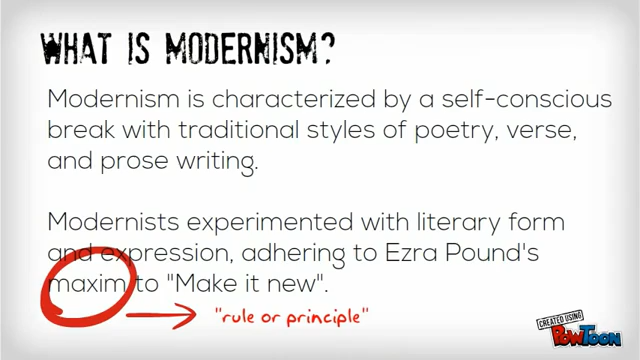 WHAT IS MODERNISM?
Modernism is characterized by a self-conscious
break with traditional styles of poetry, verse,
and prose writing.
Modernists experimented with literary form
and expression, adhering to Ezra Pound's
maxim to "Make it new".
"rule or principle"
CREATED USING
POWTOON